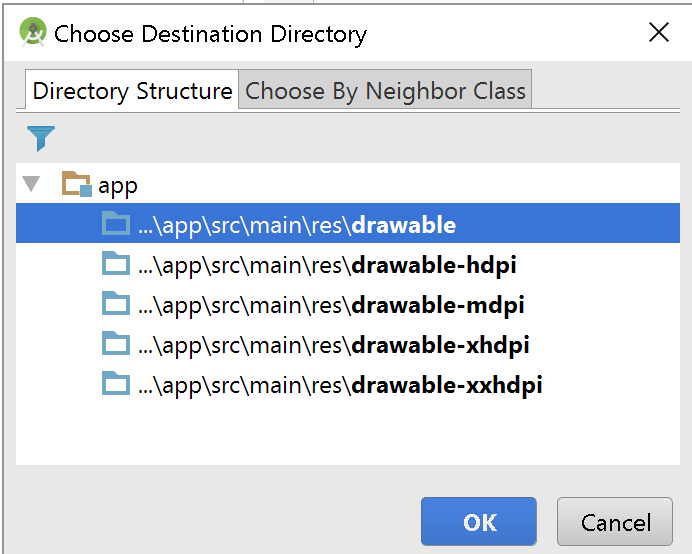 Choose Destination Directory
Directory Structure Choose By Neighbor Class
app
...\app\src\main\res\drawable
...\app\src\main\res\drawable-hdpi
...\app\src\main\res\drawable-mdpi
...\app\src\main\res\drawable-xhdpi
...\app\src\main\res\drawable-xxhdpi
OK Cancel